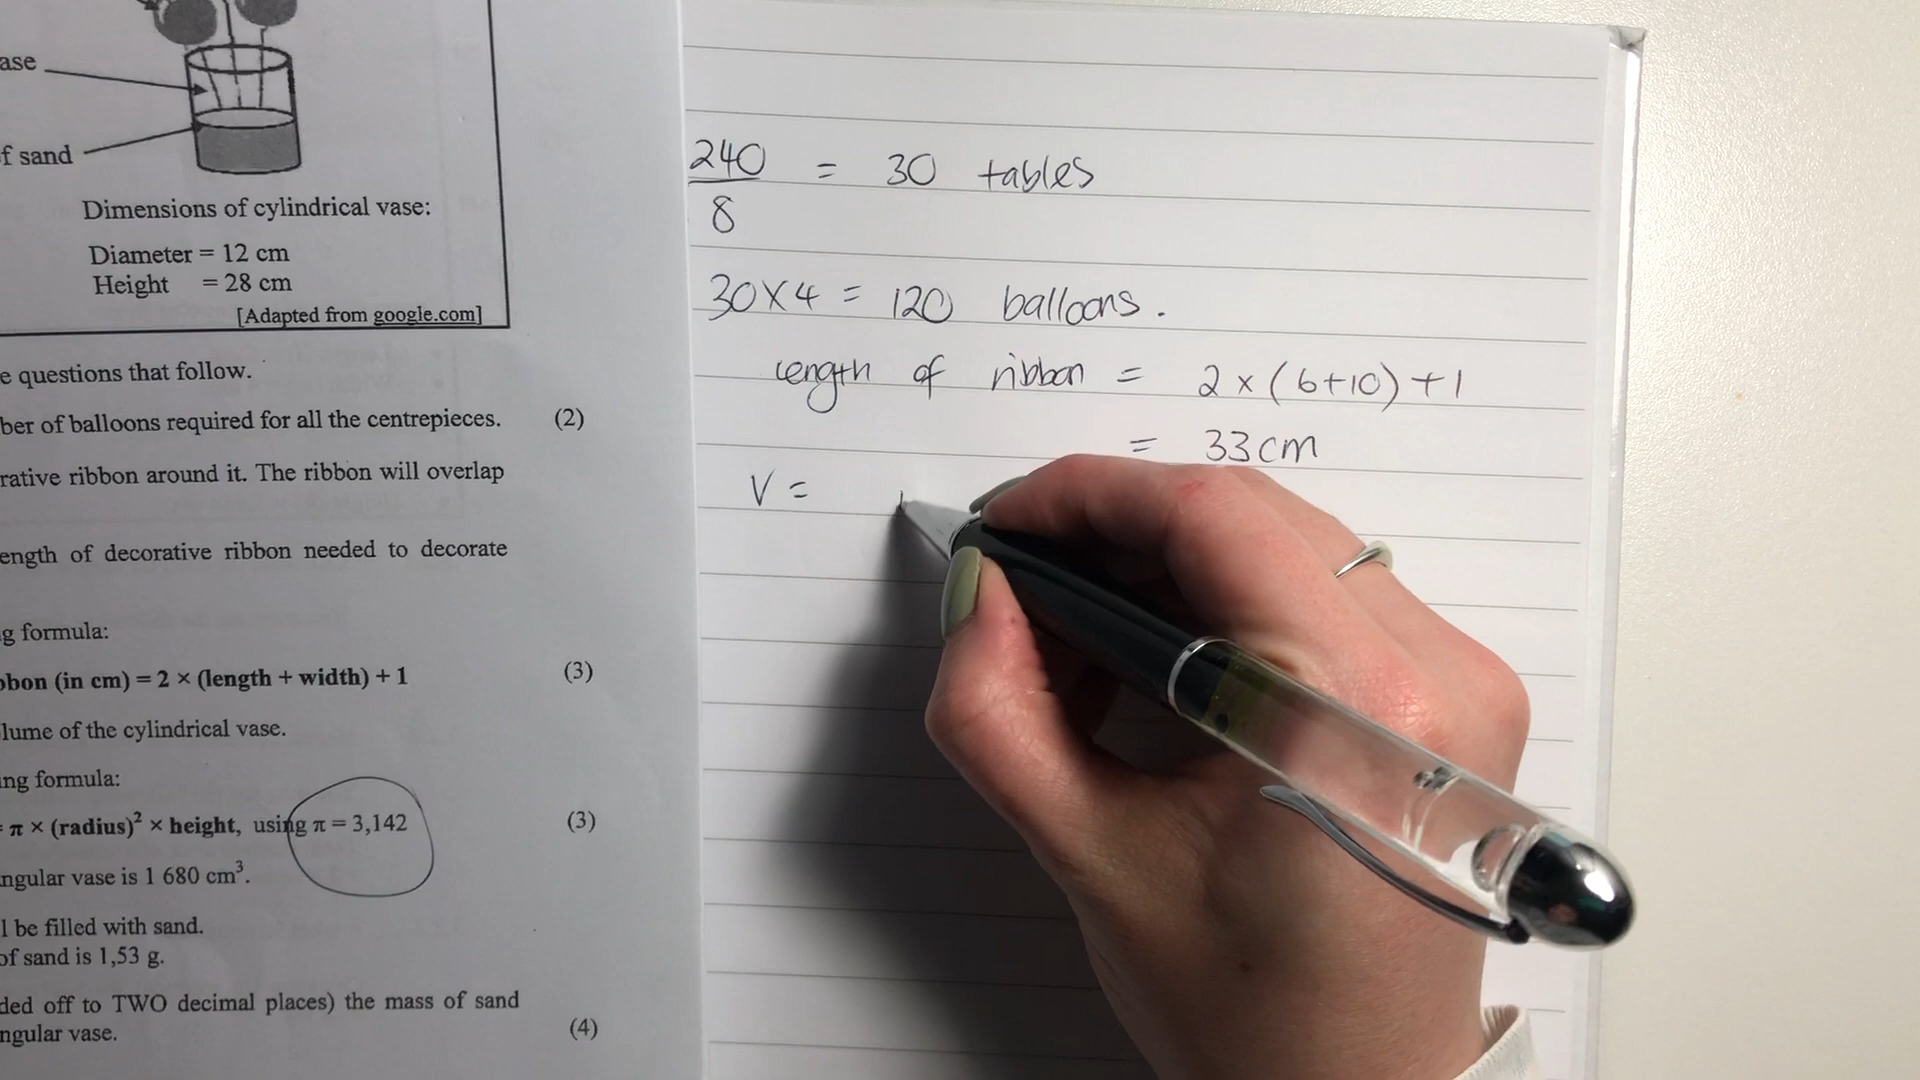 ase
f sand
Dimensions of cylindrical vase:
Diameter = 12 cm
Height = 28 cm
[Adapted from google.com]
e questions that follow.
ber of balloons required for all the centrepieces. (2)
rative ribbon around it. The ribbon will overlap
ength of decorative ribbon needed to decorate
g formula:
bbon (in cm) = 2 × (length + width) + 1 (3)
lume of the cylindrical vase.
ing formula:
= π × (radius)² × height, using π = 3,142 (3)
ngular vase is 1 680 cm³.
l be filled with sand.
of sand is 1,53 g.
ded off to TWO decimal places) the mass of sand
ngular vase. (4)
240/8 = 30 tables
30×4 = 120 balloons.
length of ribbon = 2 × (6+10) + 1
= 33cm
V =